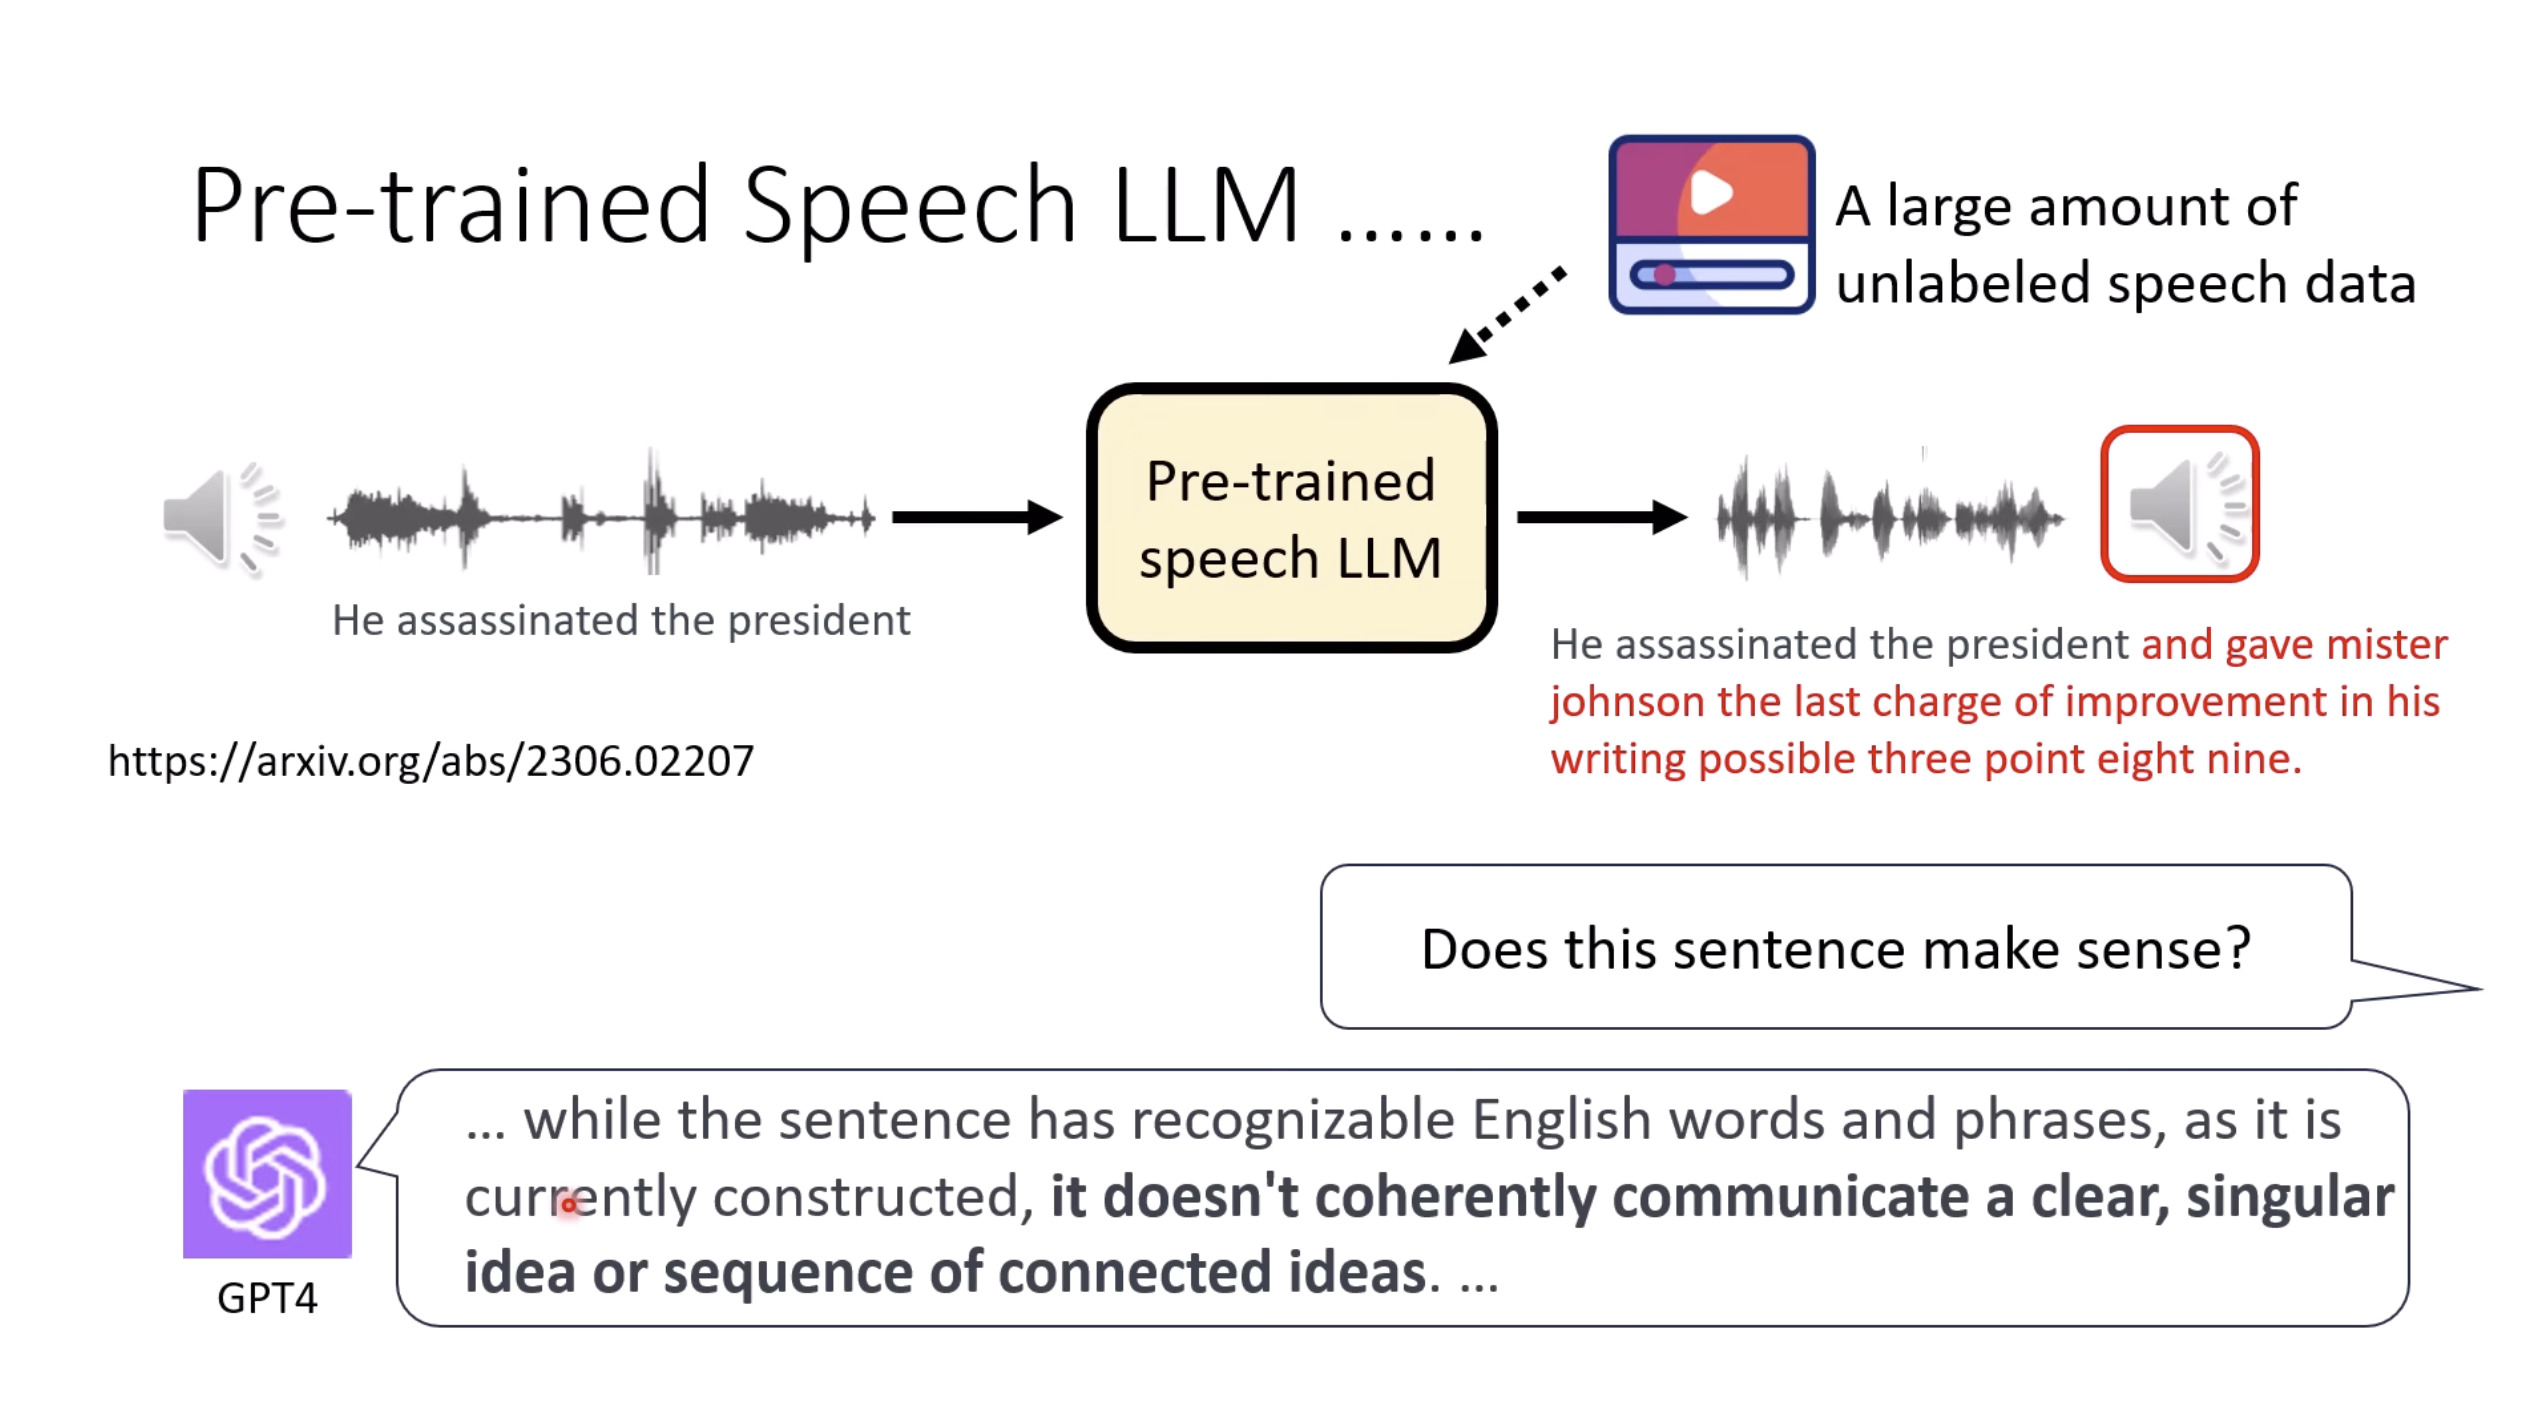 Pre-trained Speech LLM ......
A large amount of
unlabeled speech data
Pre-trained
speech LLM
He assassinated the president
He assassinated the president and gave mister
johnson the last charge of improvement in his
writing possible three point eight nine.
https://arxiv.org/abs/2306.02207
Does this sentence make sense?
... while the sentence has recognizable English words and phrases, as it is
currently constructed, it doesn't coherently communicate a clear, singular
idea or sequence of connected ideas. ...
GPT4